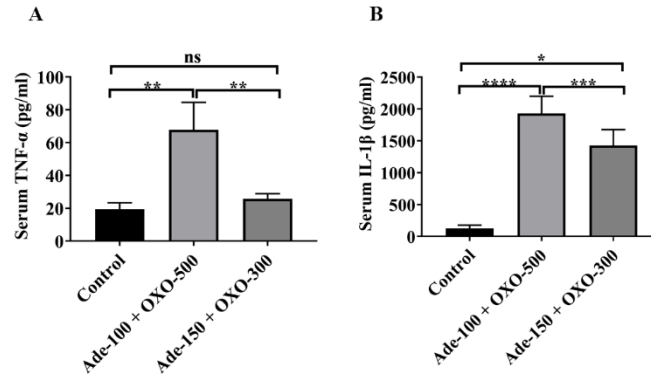 A
ns
**
**
Serum TNF-α (pg/ml)
100
80
60
40
20
0
Control
Ade-100 + OXO-500
Ade-150 + OXO-300
B
*
****
***
Serum IL-1β (pg/ml)
2500
2000
1500
1000
500
0
Control
Ade-100 + OXO-500
Ade-150 + OXO-300